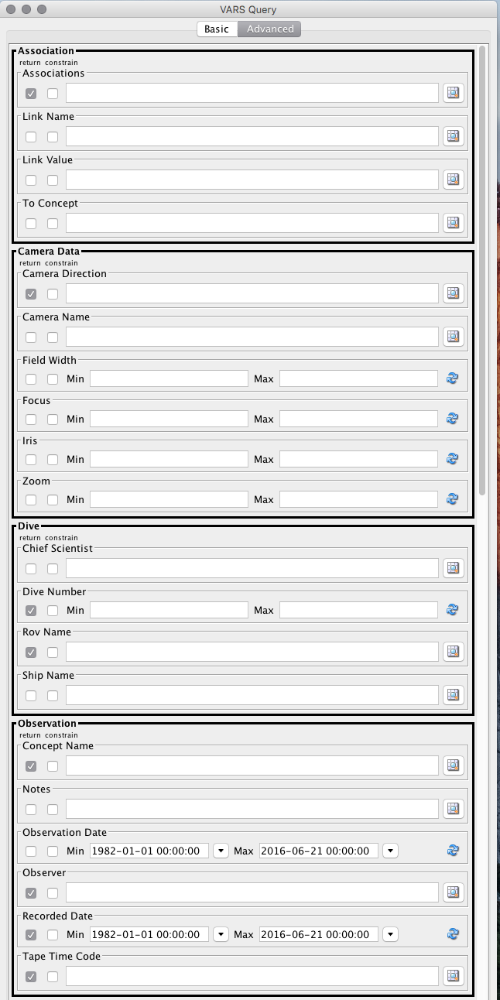 VARS Query
Basic Advanced
Association
return constrain
Associations
Link Name
Link Value
To Concept
Camera Data
return constrain
Camera Direction
Camera Name
Field Width
Min Max
Focus
Min Max
Iris
Min Max
Zoom
Min Max
Dive
return constrain
Chief Scientist
Dive Number
Min Max
Rov Name
Ship Name
Observation
return constrain
Concept Name
Notes
Observation Date
Min 1982-01-01 00:00:00 Max 2016-06-21 00:00:00
Observer
Recorded Date
Min 1982-01-01 00:00:00 Max 2016-06-21 00:00:00
Tape Time Code